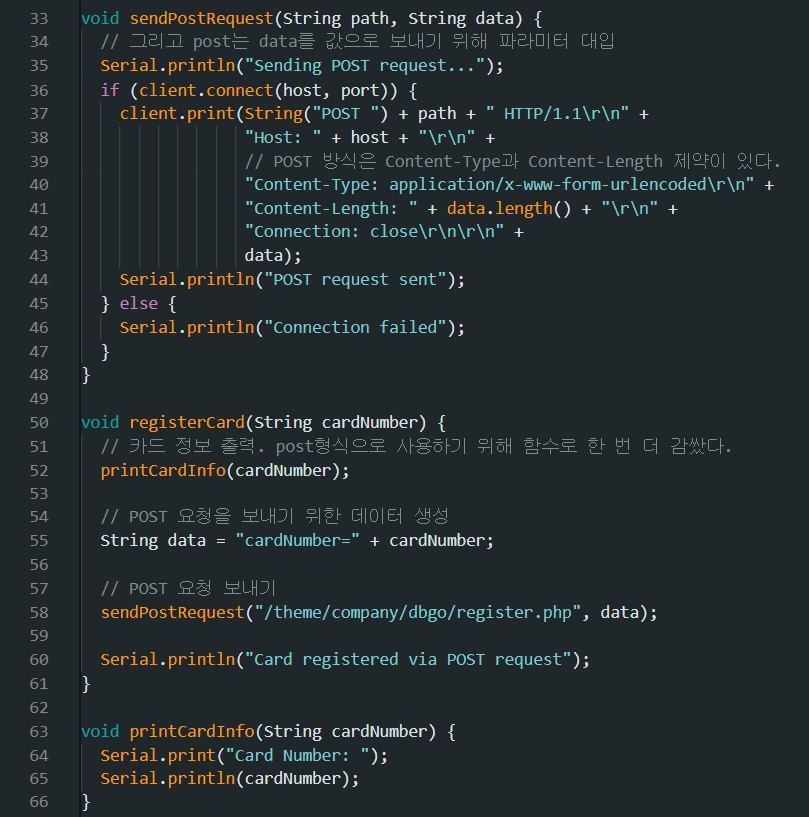 33 void sendPostRequest(String path, String data) {
34 // 그리고 post는 data를 값으로 보내기 위해 파라미터 대입
35 Serial.println("Sending POST request...");
36 if (client.connect(host, port)) {
37 client.print(String("POST ") + path + " HTTP/1.1\r\n" +
38 "Host: " + host + "\r\n" +
39 // POST 방식은 Content-Type과 Content-Length 제약이 있다.
40 "Content-Type: application/x-www-form-urlencoded\r\n" +
41 "Content-Length: " + data.length() + "\r\n" +
42 "Connection: close\r\n\r\n" +
43 data);
44 Serial.println("POST request sent");
45 } else {
46 Serial.println("Connection failed");
47 }
48 }
49
50 void registerCard(String cardNumber) {
51 // 카드 정보 출력. post형식으로 사용하기 위해 함수로 한 번 더 감쌌다.
52 printCardInfo(cardNumber);
53
54 // POST 요청을 보내기 위한 데이터 생성
55 String data = "cardNumber=" + cardNumber;
56
57 // POST 요청 보내기
58 sendPostRequest("/theme/company/dbgo/register.php", data);
59
60 Serial.println("Card registered via POST request");
61 }
62
63 void printCardInfo(String cardNumber) {
64 Serial.print("Card Number: ");
65 Serial.println(cardNumber);
66 }